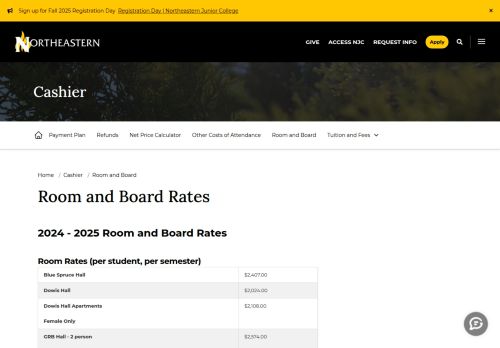 Sign up for Fall 2025 Registration Day Registration Day | Northeastern Junior College ×
NORTHEASTERN GIVE ACCESS NJC REQUEST INFO Apply
Cashier
Payment Plan Refunds Net Price Calculator Other Costs of Attendance Room and Board Tuition and Fees
Home / Cashier / Room and Board
Room and Board Rates
2024 - 2025 Room and Board Rates
Room Rates (per student, per semester)
Blue Spruce Hall $2,407.00
Dowis Hall $2,024.00
Dowis Hall Apartments $2,108.00
Female Only
GRB Hall - 2 person $2,574.00